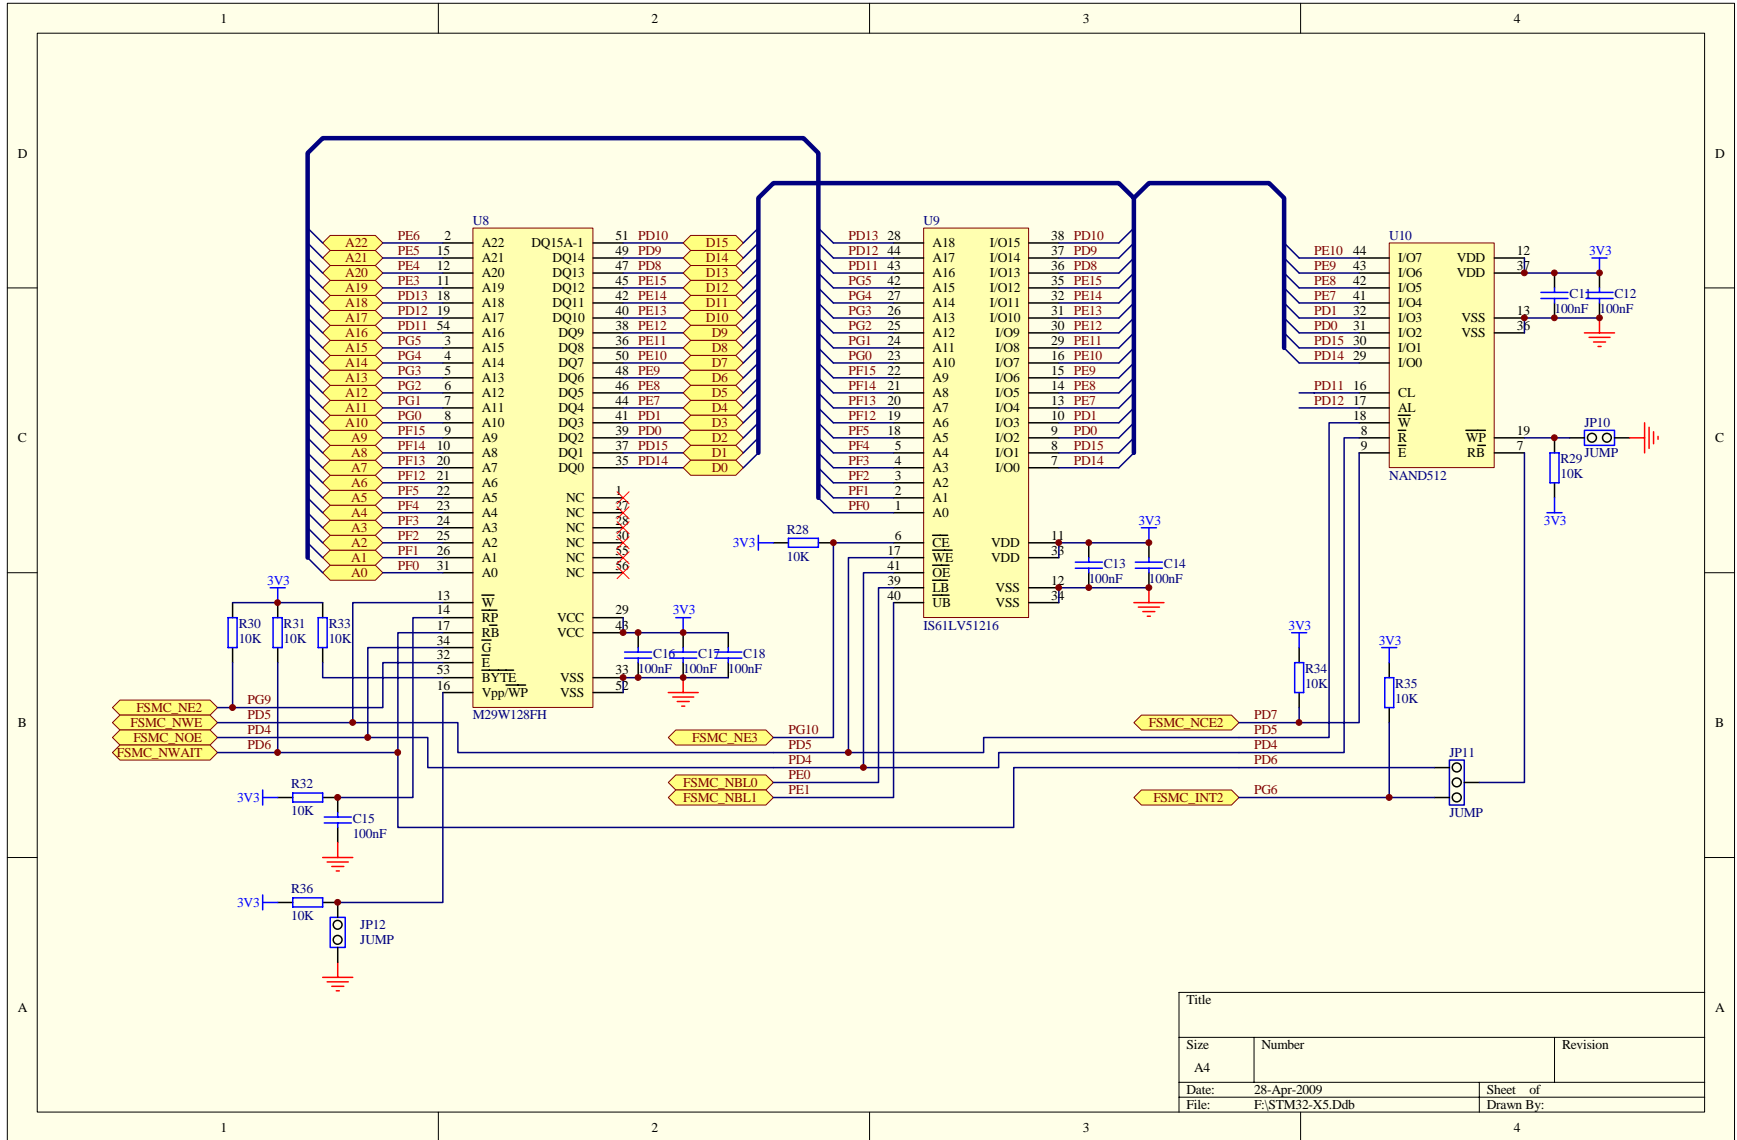 1 2 3 4
D D
U8 U9 U10
A22 PE6 2 A22 DQ15A-1 51 PD10 D15
A21 PE5 15 A21 DQ14 49 PD9 D14
A20 PE4 12 A20 DQ13 47 PD8 D13
A19 PE3 11 A19 DQ12 45 PE15 D12
A18 PD13 18 A18 DQ11 42 PE14 D11
A17 PD12 19 A17 DQ10 40 PE13 D10
A16 PD11 54 A16 DQ9 38 PE12 D9
A15 PG5 3 A15 DQ8 36 PE11 D8
A14 PG4 4 A14 DQ7 50 PE10 D7
A13 PG3 5 A13 DQ6 48 PE9 D6
A12 PG2 6 A12 DQ5 46 PE8 D5
A11 PG1 7 A11 DQ4 44 PE7 D4
A10 PG0 8 A10 DQ3 41 PD1 D3
A9 PF15 9 A9 DQ2 39 PD0 D2
A8 PF14 10 A8 DQ1 37 PD15 D1
A7 PF13 20 A7 DQ0 35 PD14 D0
A6 PF12 21 A6
A5 PF5 22 A5 NC 1
A4 PF4 23 A4 NC 27
A3 PF3 24 A3 NC 28
A2 PF2 25 A2 NC 30
A1 PF1 26 A1 NC 55
A0 PF0 31 A0 NC 56
13 W
14 RP VCC 29
17 RB VCC 43
34 G
32 E
53 BYTE VSS 33
16 Vpp/WP VSS 52
M29W128FH
3V3
R30 10K
R31 10K
R33 10K
3V3
C16 100nF
C17 100nF
C18 100nF
FSMC_NE2 PG9
FSMC_NWE PD5
FSMC_NOE PD4
FSMC_NWAIT PD6
3V3 R32 10K
C15 100nF
3V3 R36 10K
JP12
JUMP
PD13 28 A18 I/O15 38 PD10
PD12 44 A17 I/O14 37 PD9
PD11 43 A16 I/O13 36 PD8
PG5 42 A15 I/O12 35 PE15
PG4 27 A14 I/O11 32 PE14
PG3 26 A13 I/O10 31 PE13
PG2 25 A12 I/O9 30 PE12
PG1 24 A11 I/O8 29 PE11
PG0 23 A10 I/O7 16 PE10
PF15 22 A9 I/O6 15 PE9
PF14 21 A8 I/O5 14 PE8
PF13 20 A7 I/O4 13 PE7
PF12 19 A6 I/O3 10 PD1
PF5 18 A5 I/O2 9 PD0
PF4 5 A4 I/O1 8 PD15
PF3 4 A3 I/O0 7 PD14
PF2 3 A2
PF1 2 A1
PF0 1 A0
3V3 R28 10K
6 CE VDD 11
17 WE VDD 33
41 OE
39 LB VSS 12
40 UB VSS 34
IS61LV51216
3V3
C13 100nF
C14 100nF
FSMC_NE3 PG10
PD5
PD4
FSMC_NBL0 PE0
FSMC_NBL1 PE1
PE10 44 I/O7 VDD 12
PE9 43 I/O6 VDD 37
PE8 42 I/O5
PE7 41 I/O4
PD1 32 I/O3 VSS 13
PD0 31 I/O2 VSS 36
PD15 30 I/O1
PD14 29 I/O0
PD11 16 CL
PD12 17 AL
18 W
8 R WP 19
9 E RB 7
NAND512
3V3
100nF
C12 100nF
JP10
JUMP
R29 10K
3V3
3V3
R34 10K
3V3
R35 10K
FSMC_NCE2 PD7
PD5
PD4
PD6
FSMC_INT2 PG6
JP11
JUMP
C C
B B
A A
Title
Size Number Revision
A4
Date: 28-Apr-2009 Sheet of
File: F:\STM32-X5.Ddb Drawn By:
1 2 3 4